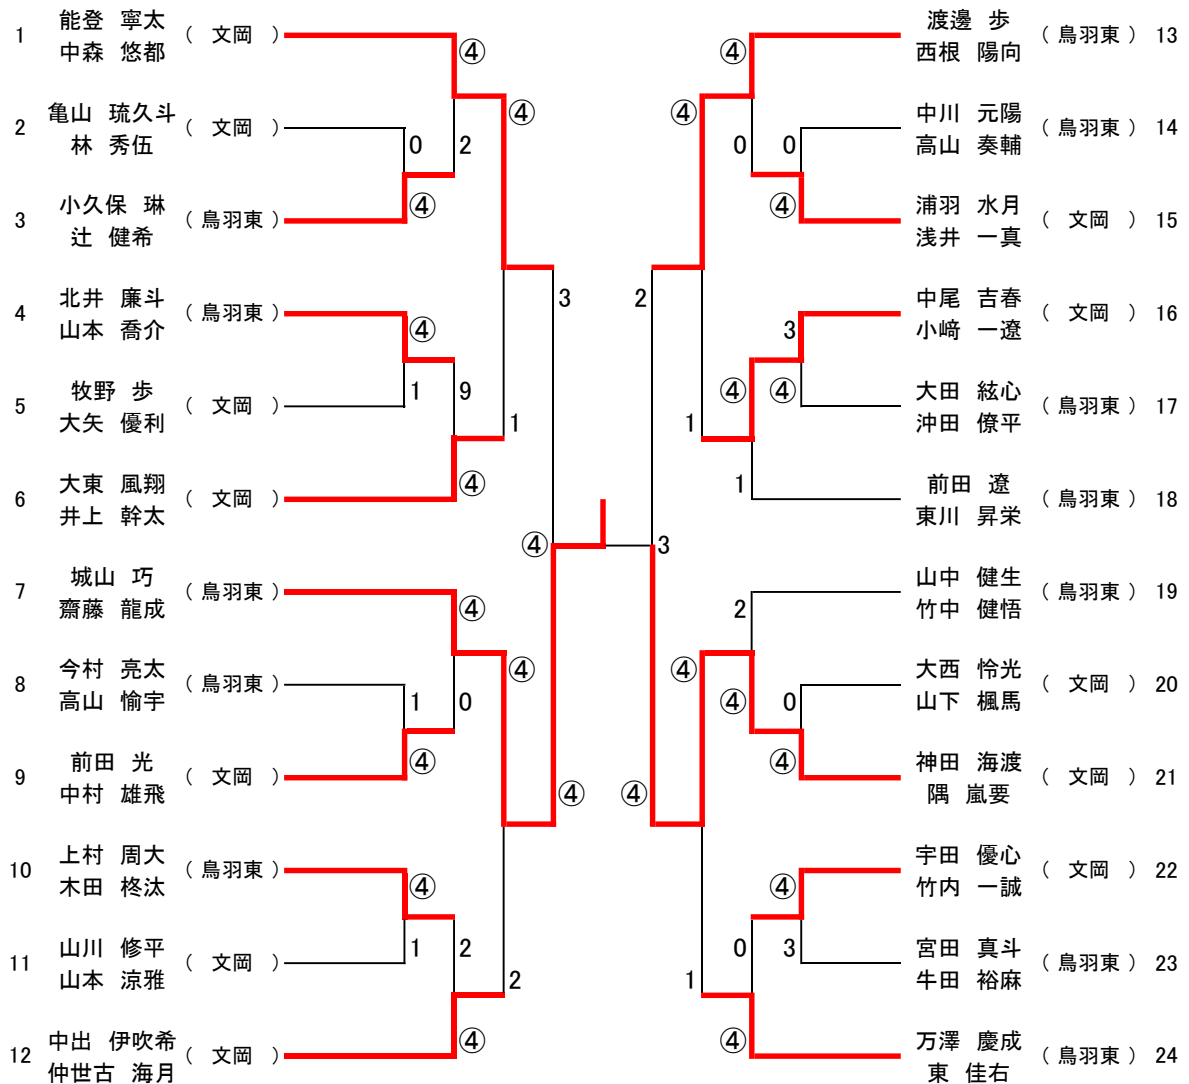 1 能登 寧太 中森 悠都 ( 文岡 )
2 亀山 琉久斗 林 秀伍 ( 文岡 )
3 小久保 琳 辻 健希 ( 鳥羽東 )
4 北井 廉斗 山本 喬介 ( 鳥羽東 )
5 牧野 歩 大矢 優利 ( 文岡 )
6 大東 風翔 井上 幹太 ( 文岡 )
7 城山 巧 齋藤 龍成 ( 鳥羽東 )
8 今村 亮太 高山 愉宇 ( 鳥羽東 )
9 前田 光 中村 雄飛 ( 文岡 )
10 上村 周大 木田 柊汰 ( 鳥羽東 )
11 山川 修平 山本 涼雅 ( 文岡 )
12 中出 伊吹希 仲世古 海月 ( 文岡 )
④
2
0
④
④
④
1
9
④
1
3
④
④
1
0
④
④
④
④
1
2
④
2
④
④
0
0
④
④
2
3
④
④
1
1
3
2
④
④
0
④
④
④
3
0
④
1
渡邊 歩 西根 陽向 ( 鳥羽東 ) 13
中川 元陽 高山 奏輔 ( 鳥羽東 ) 14
浦羽 水月 浅井 一真 ( 文岡 ) 15
中尾 吉春 小﨑 一遼 ( 文岡 ) 16
大田 絃心 沖田 僚平 ( 鳥羽東 ) 17
前田 遼 東川 昇栄 ( 鳥羽東 ) 18
山中 健生 竹中 健悟 ( 鳥羽東 ) 19
大西 怜光 山下 楓馬 ( 文岡 ) 20
神田 海渡 隅 嵐要 ( 文岡 ) 21
宇田 優心 竹内 一誠 ( 文岡 ) 22
宮田 真斗 牛田 裕麻 ( 鳥羽東 ) 23
万澤 慶成 東 佳右 ( 鳥羽東 ) 24